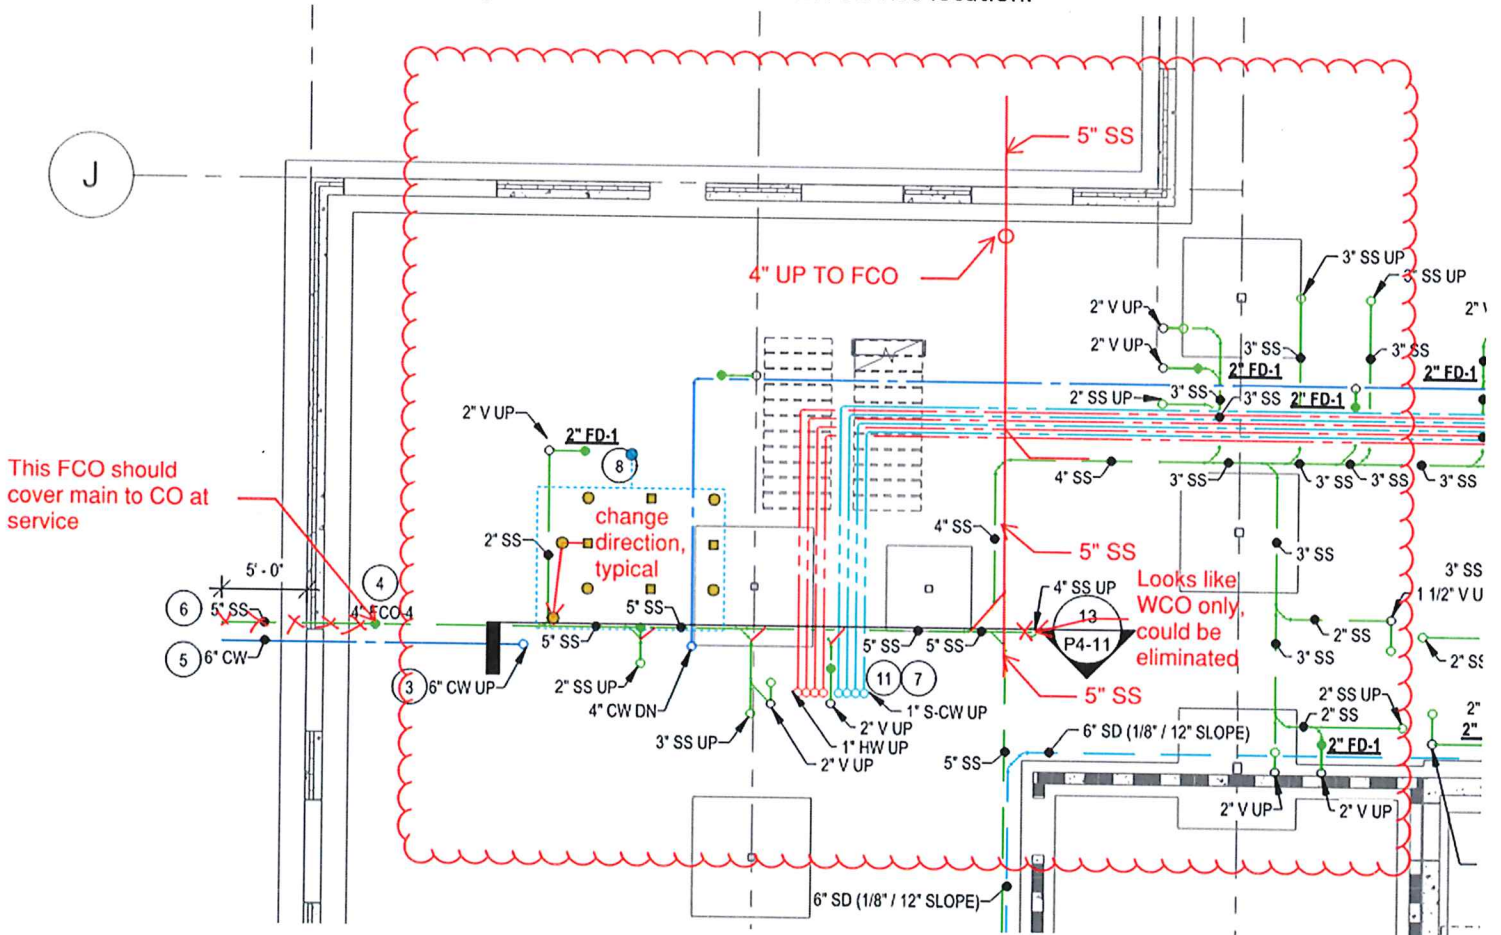 location.
J
5" SS
4" UP TO FCO
3" SS UP
3" SS UP
2" V UP
2" V UP
3" SS
3" SS
2" FD-1
2" FD-1
2" FD-1
2" SS UP
3" SS
3" SS
2" V UP
2" FD-1
8
This FCO should
cover main to CO at
service
4" SS
3" SS
3" SS
3" SS
3" SS
change
direction,
typical
2" SS
4" SS
5" SS
3" SS
5' - 0"
4
4" FCO-4
6
5" SS
5" SS
5" SS
5" SS
5" SS
4" SS UP
13
P4-11
Looks like
WCO only,
could be
eliminated
3" SS
1 1/2" V U
2" SS
3" SS
2" SS
5
6" CW
3
6" CW UP
2" SS UP
4" CW DN
11
7
5" SS
1" S-CW UP
2" V UP
1" HW UP
2" V UP
3" SS UP
2" SS UP
2" SS
2" FD-1
5" SS
6" SD (1/8" / 12" SLOPE)
2" V UP
2" V UP
6" SD (1/8" / 12" SLOPE)